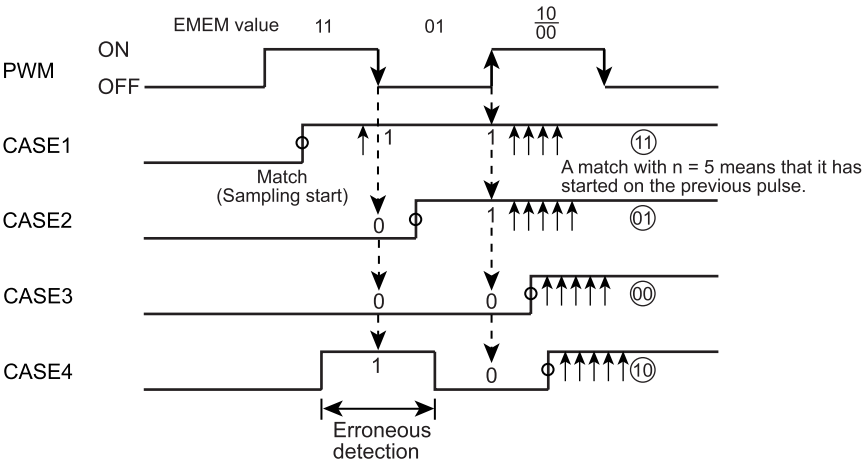 EMEM value 11 01 10
00
ON
PWM
OFF
CASE1 1 1 11
Match
(Sampling start)
A match with n = 5 means that it has
started on the previous pulse.
CASE2 0 1 01
CASE3 0 0 00
CASE4 1 0 10
Erroneous
detection